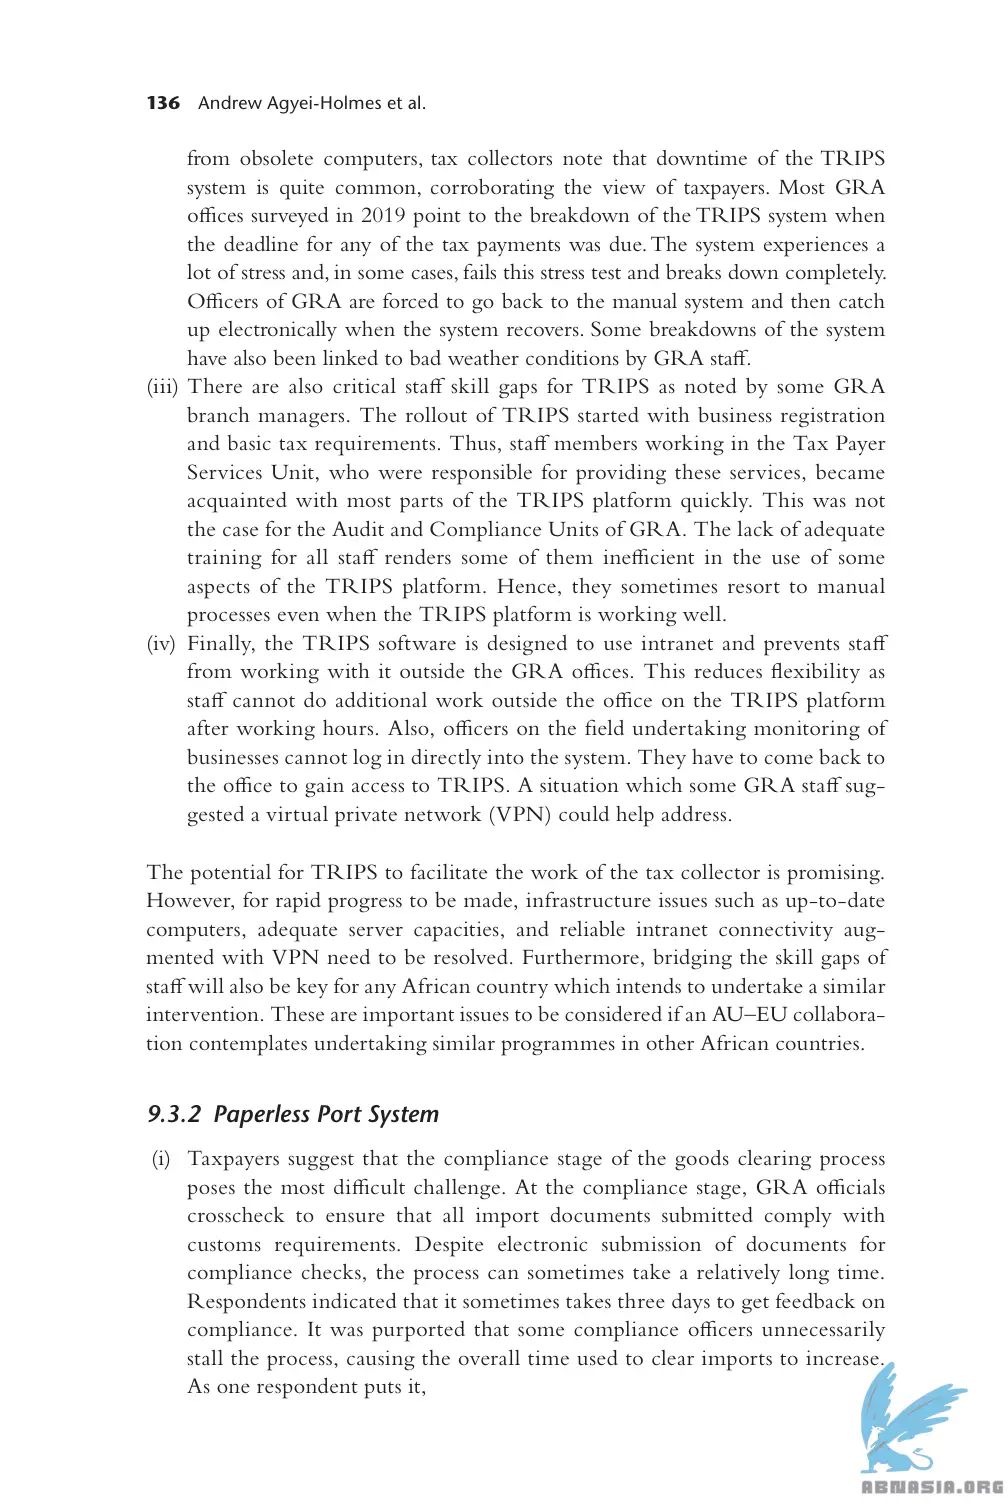 136 Andrew Agyei-Holmes et al.
from obsolete computers, tax collectors note that downtime of the TRIPS
system is quite common, corroborating the view of taxpayers. Most GRA
offices surveyed in 2019 point to the breakdown of the TRIPS system when
the deadline for any of the tax payments was due. The system experiences a
lot of stress and, in some cases, fails this stress test and breaks down completely.
Officers of GRA are forced to go back to the manual system and then catch
up electronically when the system recovers. Some breakdowns of the system
have also been linked to bad weather conditions by GRA staff.
(iii) There are also critical staff skill gaps for TRIPS as noted by some GRA
branch managers. The rollout of TRIPS started with business registration
and basic tax requirements. Thus, staff members working in the Tax Payer
Services Unit, who were responsible for providing these services, became
acquainted with most parts of the TRIPS platform quickly. This was not
the case for the Audit and Compliance Units of GRA. The lack of adequate
training for all staff renders some of them inefficient in the use of some
aspects of the TRIPS platform. Hence, they sometimes resort to manual
processes even when the TRIPS platform is working well.
(iv) Finally, the TRIPS software is designed to use intranet and prevents staff
from working with it outside the GRA offices. This reduces flexibility as
staff cannot do additional work outside the office on the TRIPS platform
after working hours. Also, officers on the field undertaking monitoring of
businesses cannot log in directly into the system. They have to come back to
the office to gain access to TRIPS. A situation which some GRA staff sug-
gested a virtual private network (VPN) could help address.
The potential for TRIPS to facilitate the work of the tax collector is promising.
However, for rapid progress to be made, infrastructure issues such as up-to-date
computers, adequate server capacities, and reliable intranet connectivity aug-
mented with VPN need to be resolved. Furthermore, bridging the skill gaps of
staff will also be key for any African country which intends to undertake a similar
intervention. These are important issues to be considered if an AU–EU collabora-
tion contemplates undertaking similar programmes in other African countries.
9.3.2 Paperless Port System
(i) Taxpayers suggest that the compliance stage of the goods clearing process
poses the most difficult challenge. At the compliance stage, GRA officials
crosscheck to ensure that all import documents submitted comply with
customs requirements. Despite electronic submission of documents for
compliance checks, the process can sometimes take a relatively long time.
Respondents indicated that it sometimes takes three days to get feedback on
compliance. It was purported that some compliance officers unnecessarily
stall the process, causing the overall time used to clear imports to increase.
As one respondent puts it,
ABNASIA.ORG